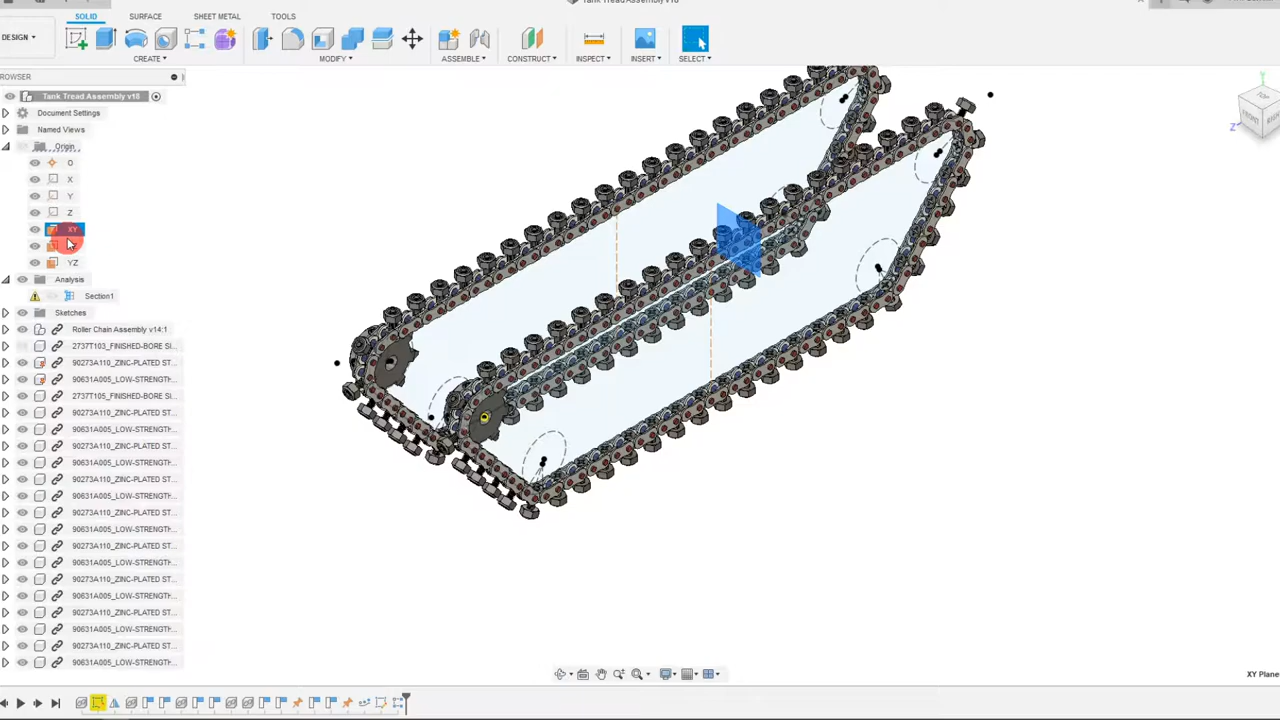 Tank Tread Assembly v18
SOLID SURFACE SHEET METAL TOOLS
DESIGN
CREATE MODIFY ASSEMBLE CONSTRUCT INSPECT INSERT SELECT
ROWSER
Tank Tread Assembly v18
Document Settings
Named Views
Origin
O
X
Y
Z
XY
YZ
Analysis
Section1
Sketches
Roller Chain Assembly v14:1
2737T103_FINISHED-BORE SI...
90273A110_ZINC-PLATED ST...
90631A005_LOW-STRENGTH...
2737T105_FINISHED-BORE SI...
90273A110_ZINC-PLATED ST...
90631A005_LOW-STRENGTH...
90273A110_ZINC-PLATED ST...
90631A005_LOW-STRENGTH...
90273A110_ZINC-PLATED ST...
90631A005_LOW-STRENGTH...
90273A110_ZINC-PLATED ST...
90631A005_LOW-STRENGTH...
90273A110_ZINC-PLATED ST...
90631A005_LOW-STRENGTH...
90273A110_ZINC-PLATED ST...
90631A005_LOW-STRENGTH...
90273A110_ZINC-PLATED ST...
90631A005_LOW-STRENGTH...
90273A110_ZINC-PLATED ST...
90631A005_LOW-STRENGTH...
Y
FRONT
Z
XY Plane